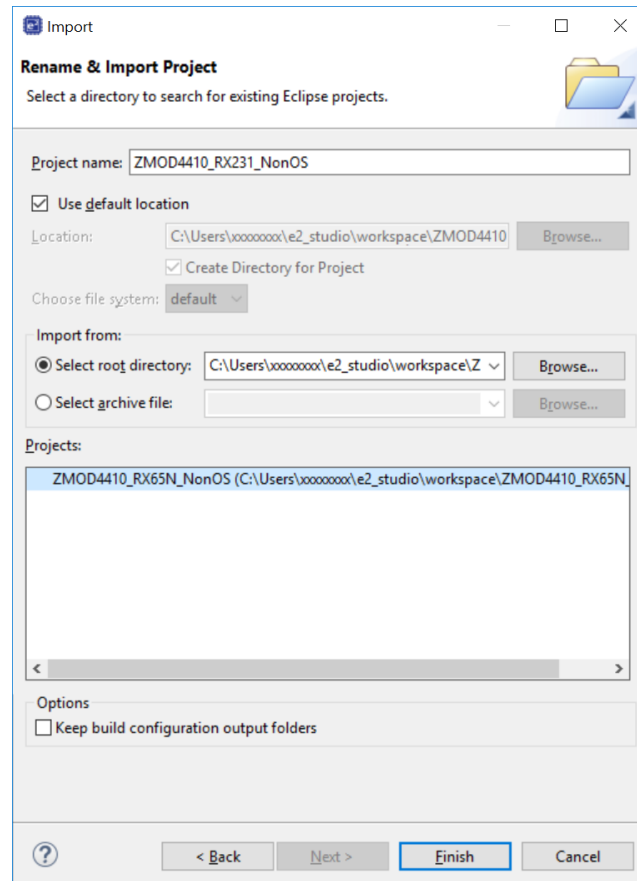 Import
Rename & Import Project
Select a directory to search for existing Eclipse projects.
Project name: ZMOD4410_RX231_NonOS
Use default location
Location: C:\Users\xxxxxxxx\e2_studio\workspace\ZMOD4410 Browse...
Create Directory for Project
Choose file system: default
Import from:
Select root directory: C:\Users\xxxxxxxx\e2_studio\workspace\Z Browse...
Select archive file: Browse...
Projects:
ZMOD4410_RX65N_NonOS (C:\Users\xxxxxxxx\e2_studio\workspace\ZMOD4410_RX65N_
Options
Keep build configuration output folders
? < Back Next > Finish Cancel